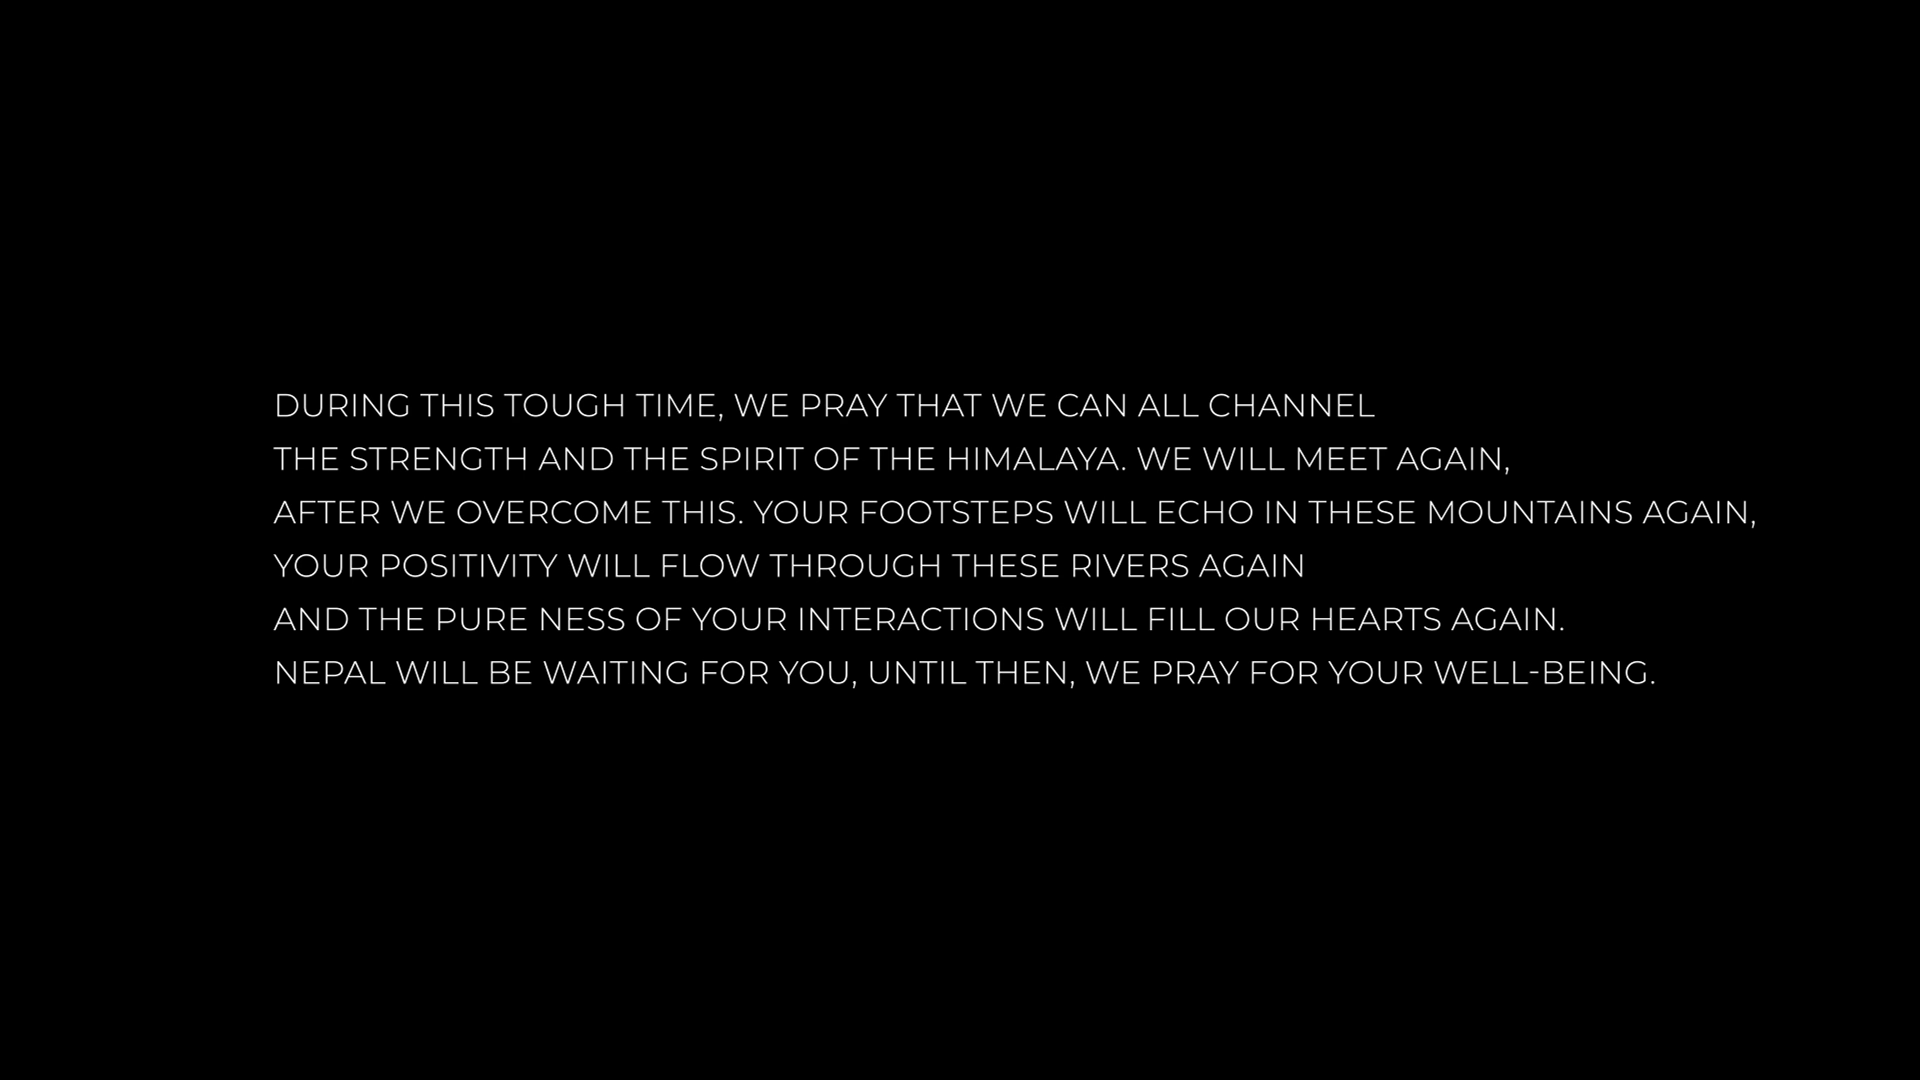 DURING THIS TOUGH TIME, WE PRAY THAT WE CAN ALL CHANNEL
THE STRENGTH AND THE SPIRIT OF THE HIMALAYA. WE WILL MEET AGAIN,
AFTER WE OVERCOME THIS. YOUR FOOTSTEPS WILL ECHO IN THESE MOUNTAINS AGAIN,
YOUR POSITIVITY WILL FLOW THROUGH THESE RIVERS AGAIN
AND THE PURE NESS OF YOUR INTERACTIONS WILL FILL OUR HEARTS AGAIN.
NEPAL WILL BE WAITING FOR YOU, UNTIL THEN, WE PRAY FOR YOUR WELL-BEING.